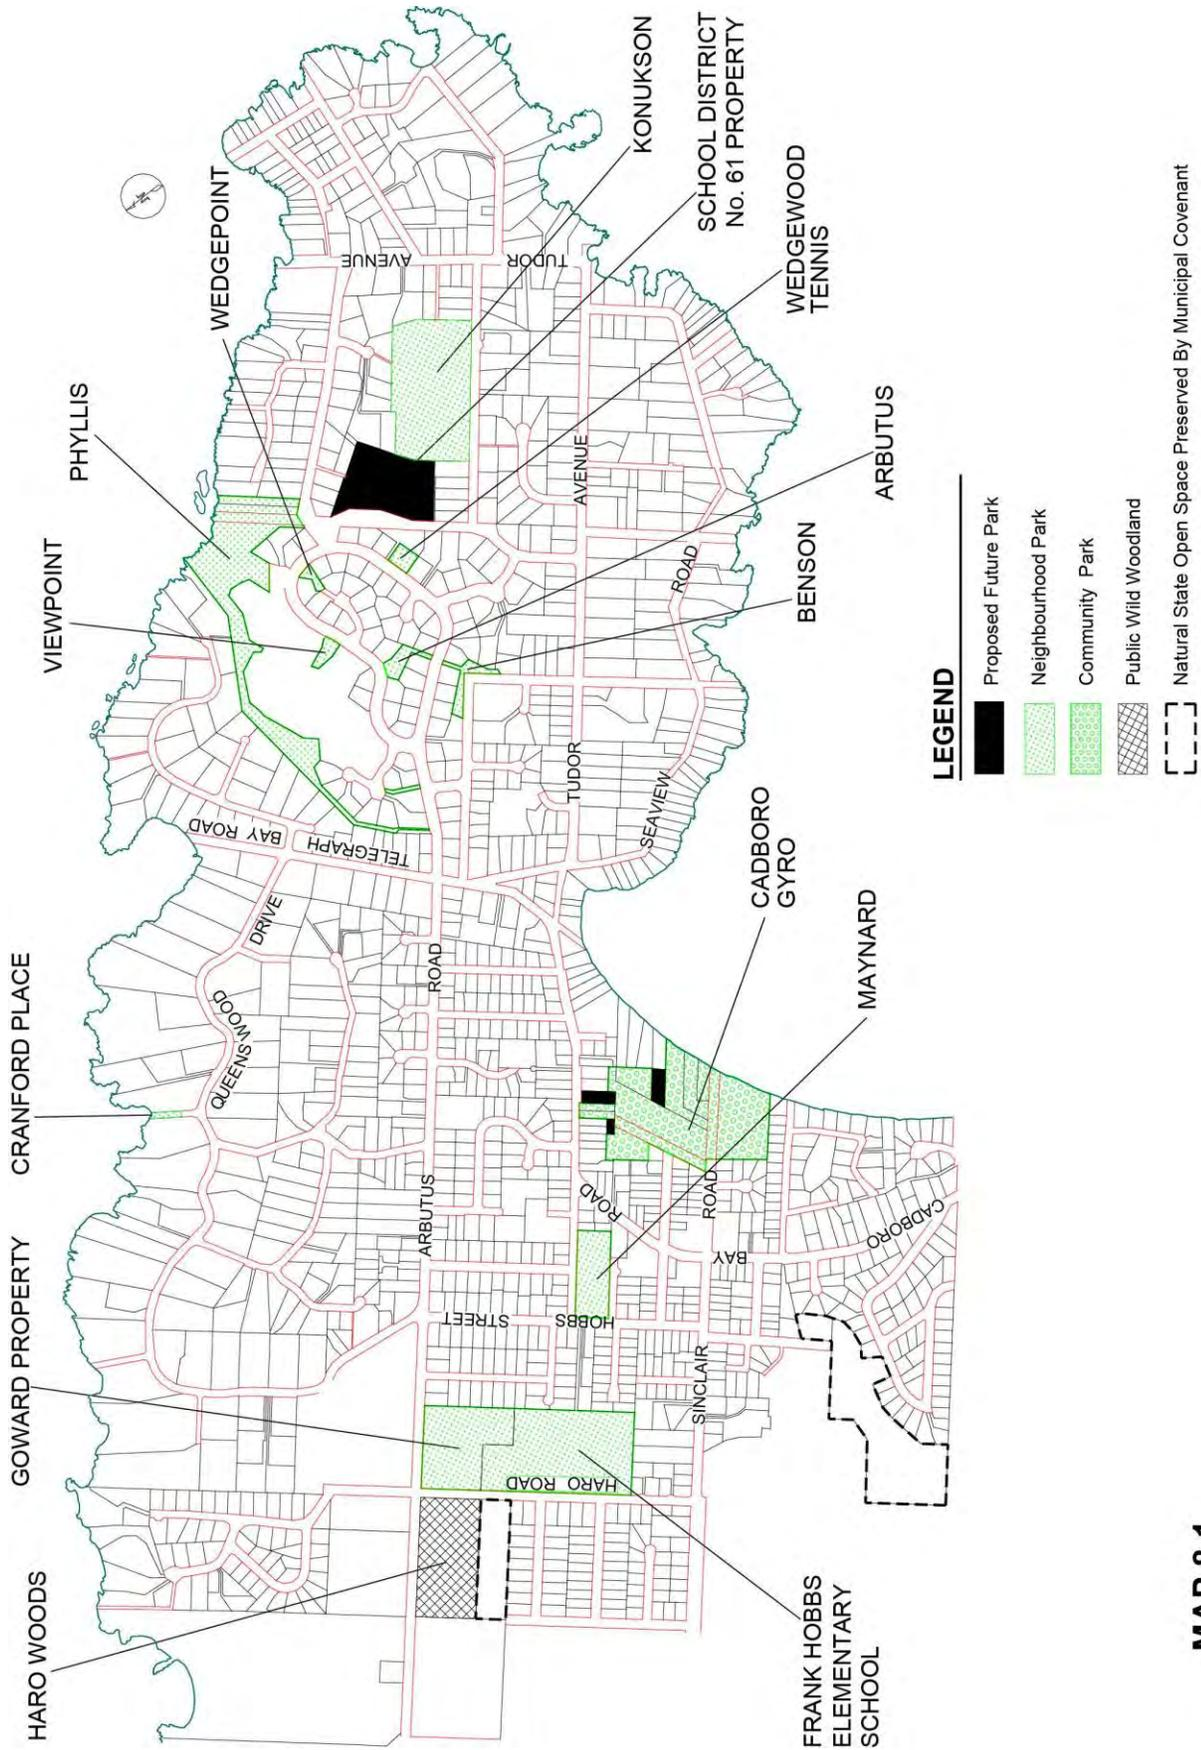 HARO WOODS
GOWARD PROPERTY
CRANFORD PLACE
VIEWPOINT
PHYLLIS
WEDGEPOINT
KONUKSON
SCHOOL DISTRICT
No. 61 PROPERTY
WEDGEWOOD
TENNIS
ARBUTUS
BENSON
CADBORO
GYRO
MAYNARD
FRANK HOBBS
ELEMENTARY
SCHOOL
QUEENSWOOD
DRIVE
TELEGRAPH
BAY ROAD
ARBUTUS
ROAD
TUDOR
AVENUE
TUDOR
AVENUE
SEAVIEW
ROAD
HOBBS
STREET
HARO ROAD
SINCLAIR
ROAD
CADBORO
BAY
ROAD
LEGEND
Proposed Future Park
Neighbourhood Park
Community Park
Public Wild Woodland
Natural State Open Space Preserved By Municipal Covenant